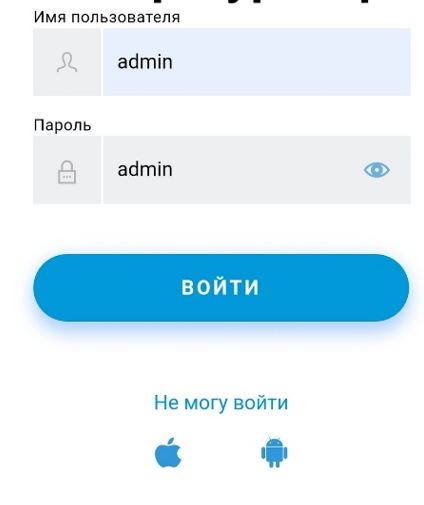 Имя пользователя
admin
Пароль
admin
ВОЙТИ
Не могу войти